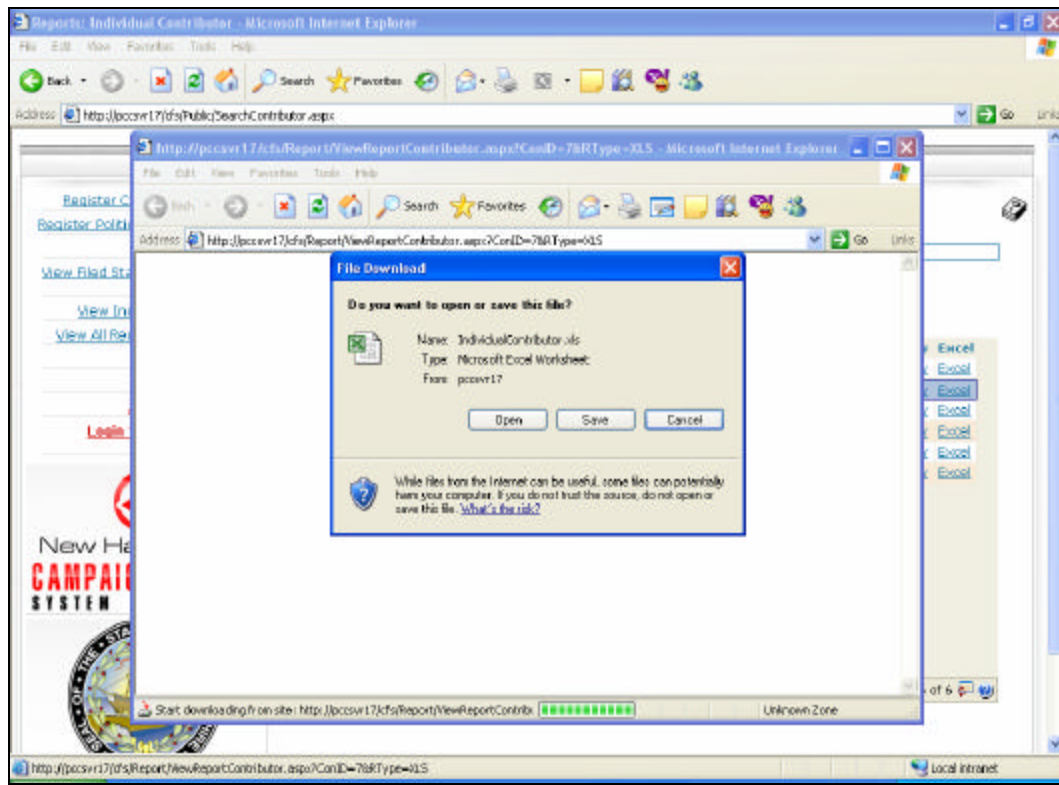 Reports: Individual Contributor - Microsoft Internet Explorer
File Edit View Favorites Tools Help
Back Search Favorites
Address http://pccsvr17/cfs/Public/SearchContributor.aspx Go Links
http://pccsvr17/cfs/Report/ViewReportContributor.aspx?ConID=7&RType=XLS - Microsoft Internet Explorer
File Edit View Favorites Tools Help
Back Search Favorites
Address http://pccsvr17/cfs/Report/ViewReportContributor.aspx?ConID=7&RType=XLS Go Links
Register C
Register Politi
View Filed Sta
View In
View All Re
Login
File Download
Do you want to open or save this file?
Name: IndividualContributor.xls
Type: Microsoft Excel Worksheet
From: pccsvr17
Open Save Cancel
While files from the Internet can be useful, some files can potentially
harm your computer. If you do not trust the source, do not open or
save this file. What's the risk?
Excel
Excel
Excel
Excel
Excel
Excel
Excel
New Ha
CAMPAI
SYSTEM
SEAL OF THE STA
of 6
Start downloading from site: http://pccsvr17/cfs/Report/ViewReportContrib Unknown Zone
http://pccsvr17/cfs/Report/ViewReportContributor.aspx?ConID=7&RType=XLS Local intranet